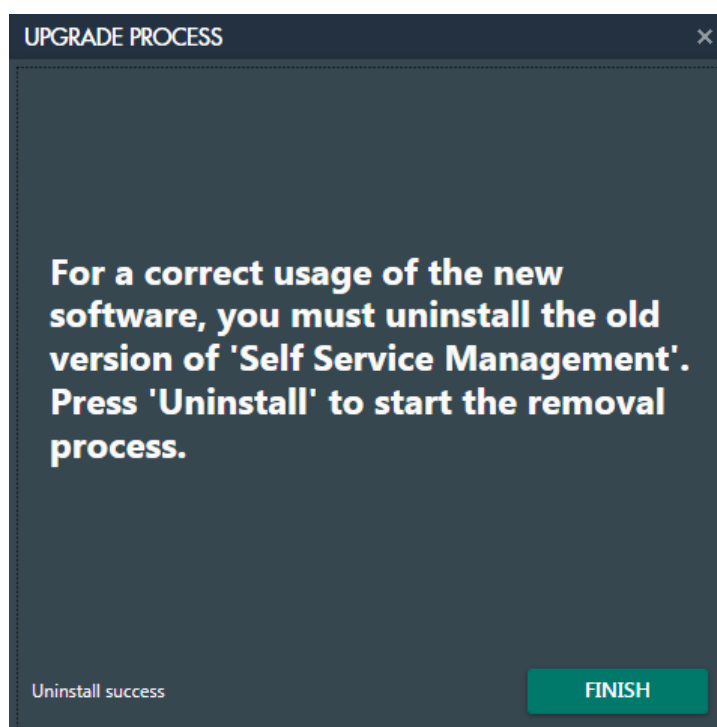 UPGRADE PROCESS
For a correct usage of the new
software, you must uninstall the old
version of 'Self Service Management'.
Press 'Uninstall' to start the removal
process.
Uninstall success
FINISH